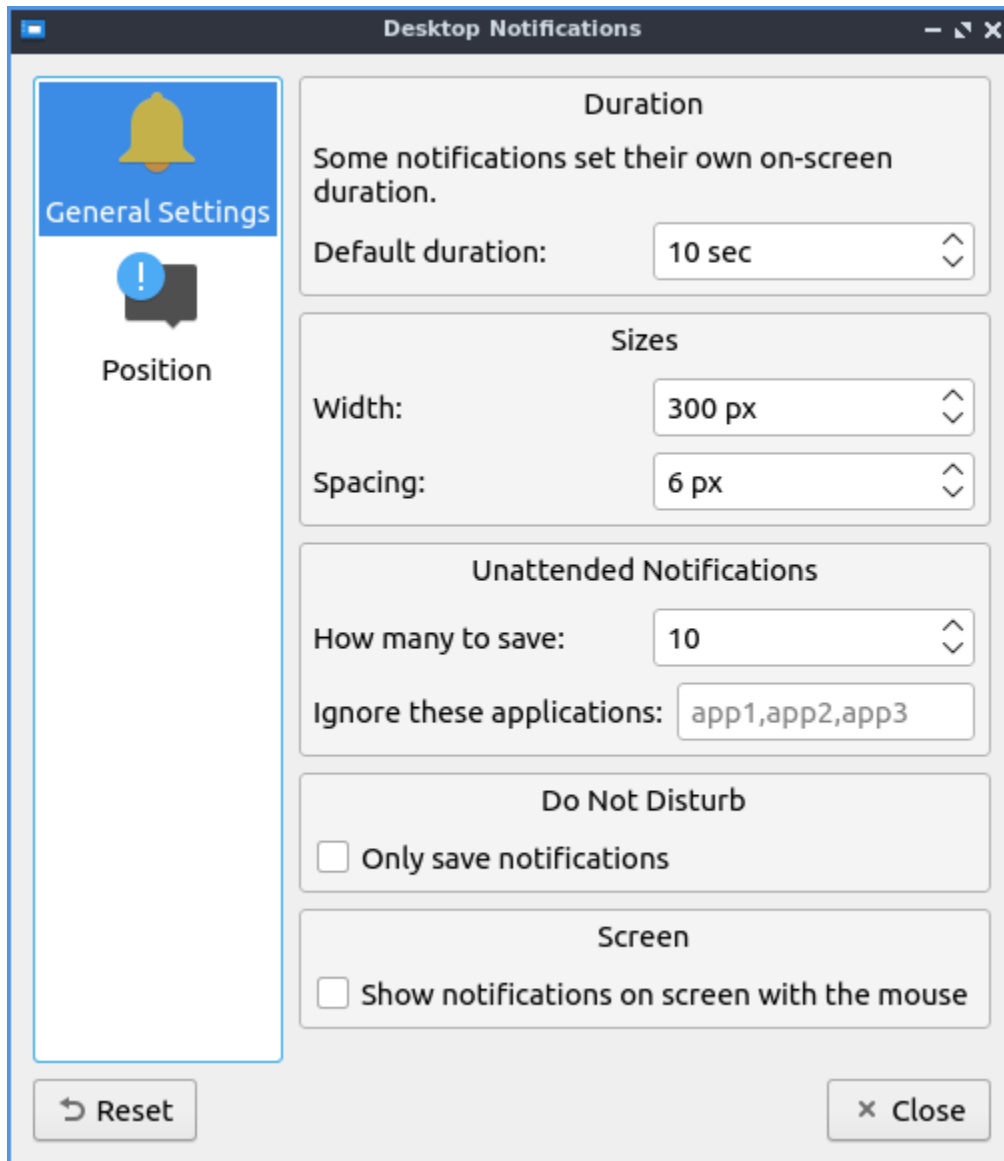 Desktop Notifications
General Settings
Position
Duration
Some notifications set their own on-screen
duration.
Default duration: 10 sec
Sizes
Width: 300 px
Spacing: 6 px
Unattended Notifications
How many to save: 10
Ignore these applications: app1,app2,app3
Do Not Disturb
Only save notifications
Screen
Show notifications on screen with the mouse
Reset
Close